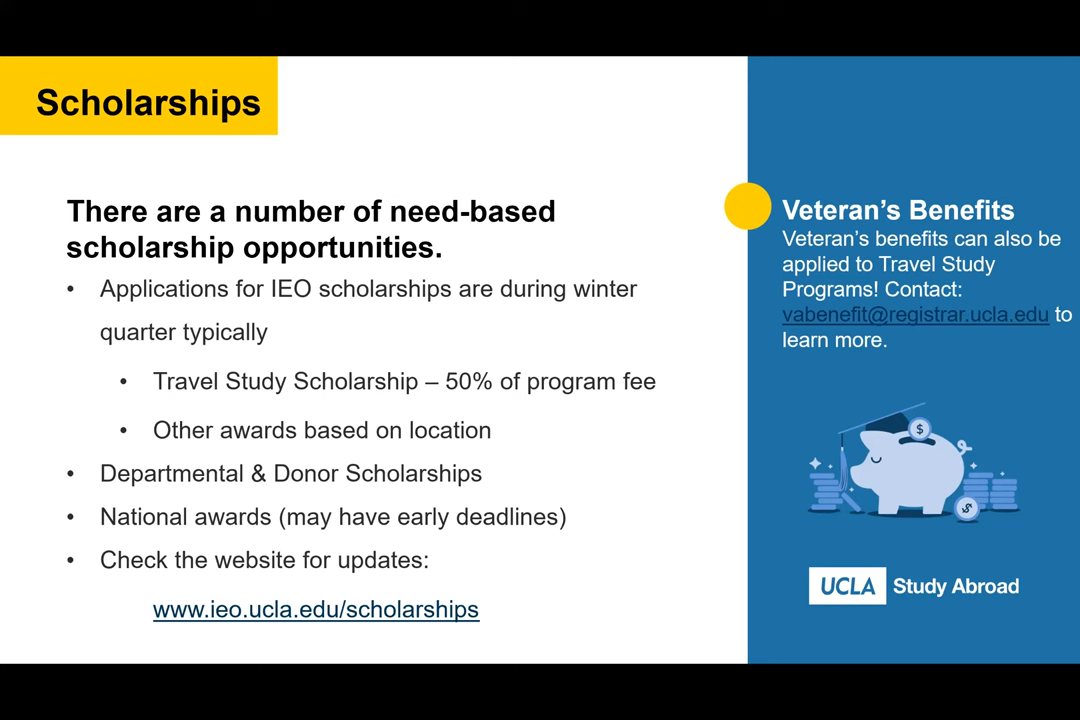 Scholarships
There are a number of need-based
scholarship opportunities.
• Applications for IEO scholarships are during winter
quarter typically
• Travel Study Scholarship – 50% of program fee
• Other awards based on location
• Departmental & Donor Scholarships
• National awards (may have early deadlines)
• Check the website for updates:
www.ieo.ucla.edu/scholarships
Veteran’s Benefits
Veteran’s benefits can also be
applied to Travel Study
Programs! Contact:
vabenefit@registrar.ucla.edu to
learn more.
$
$
UCLA Study Abroad